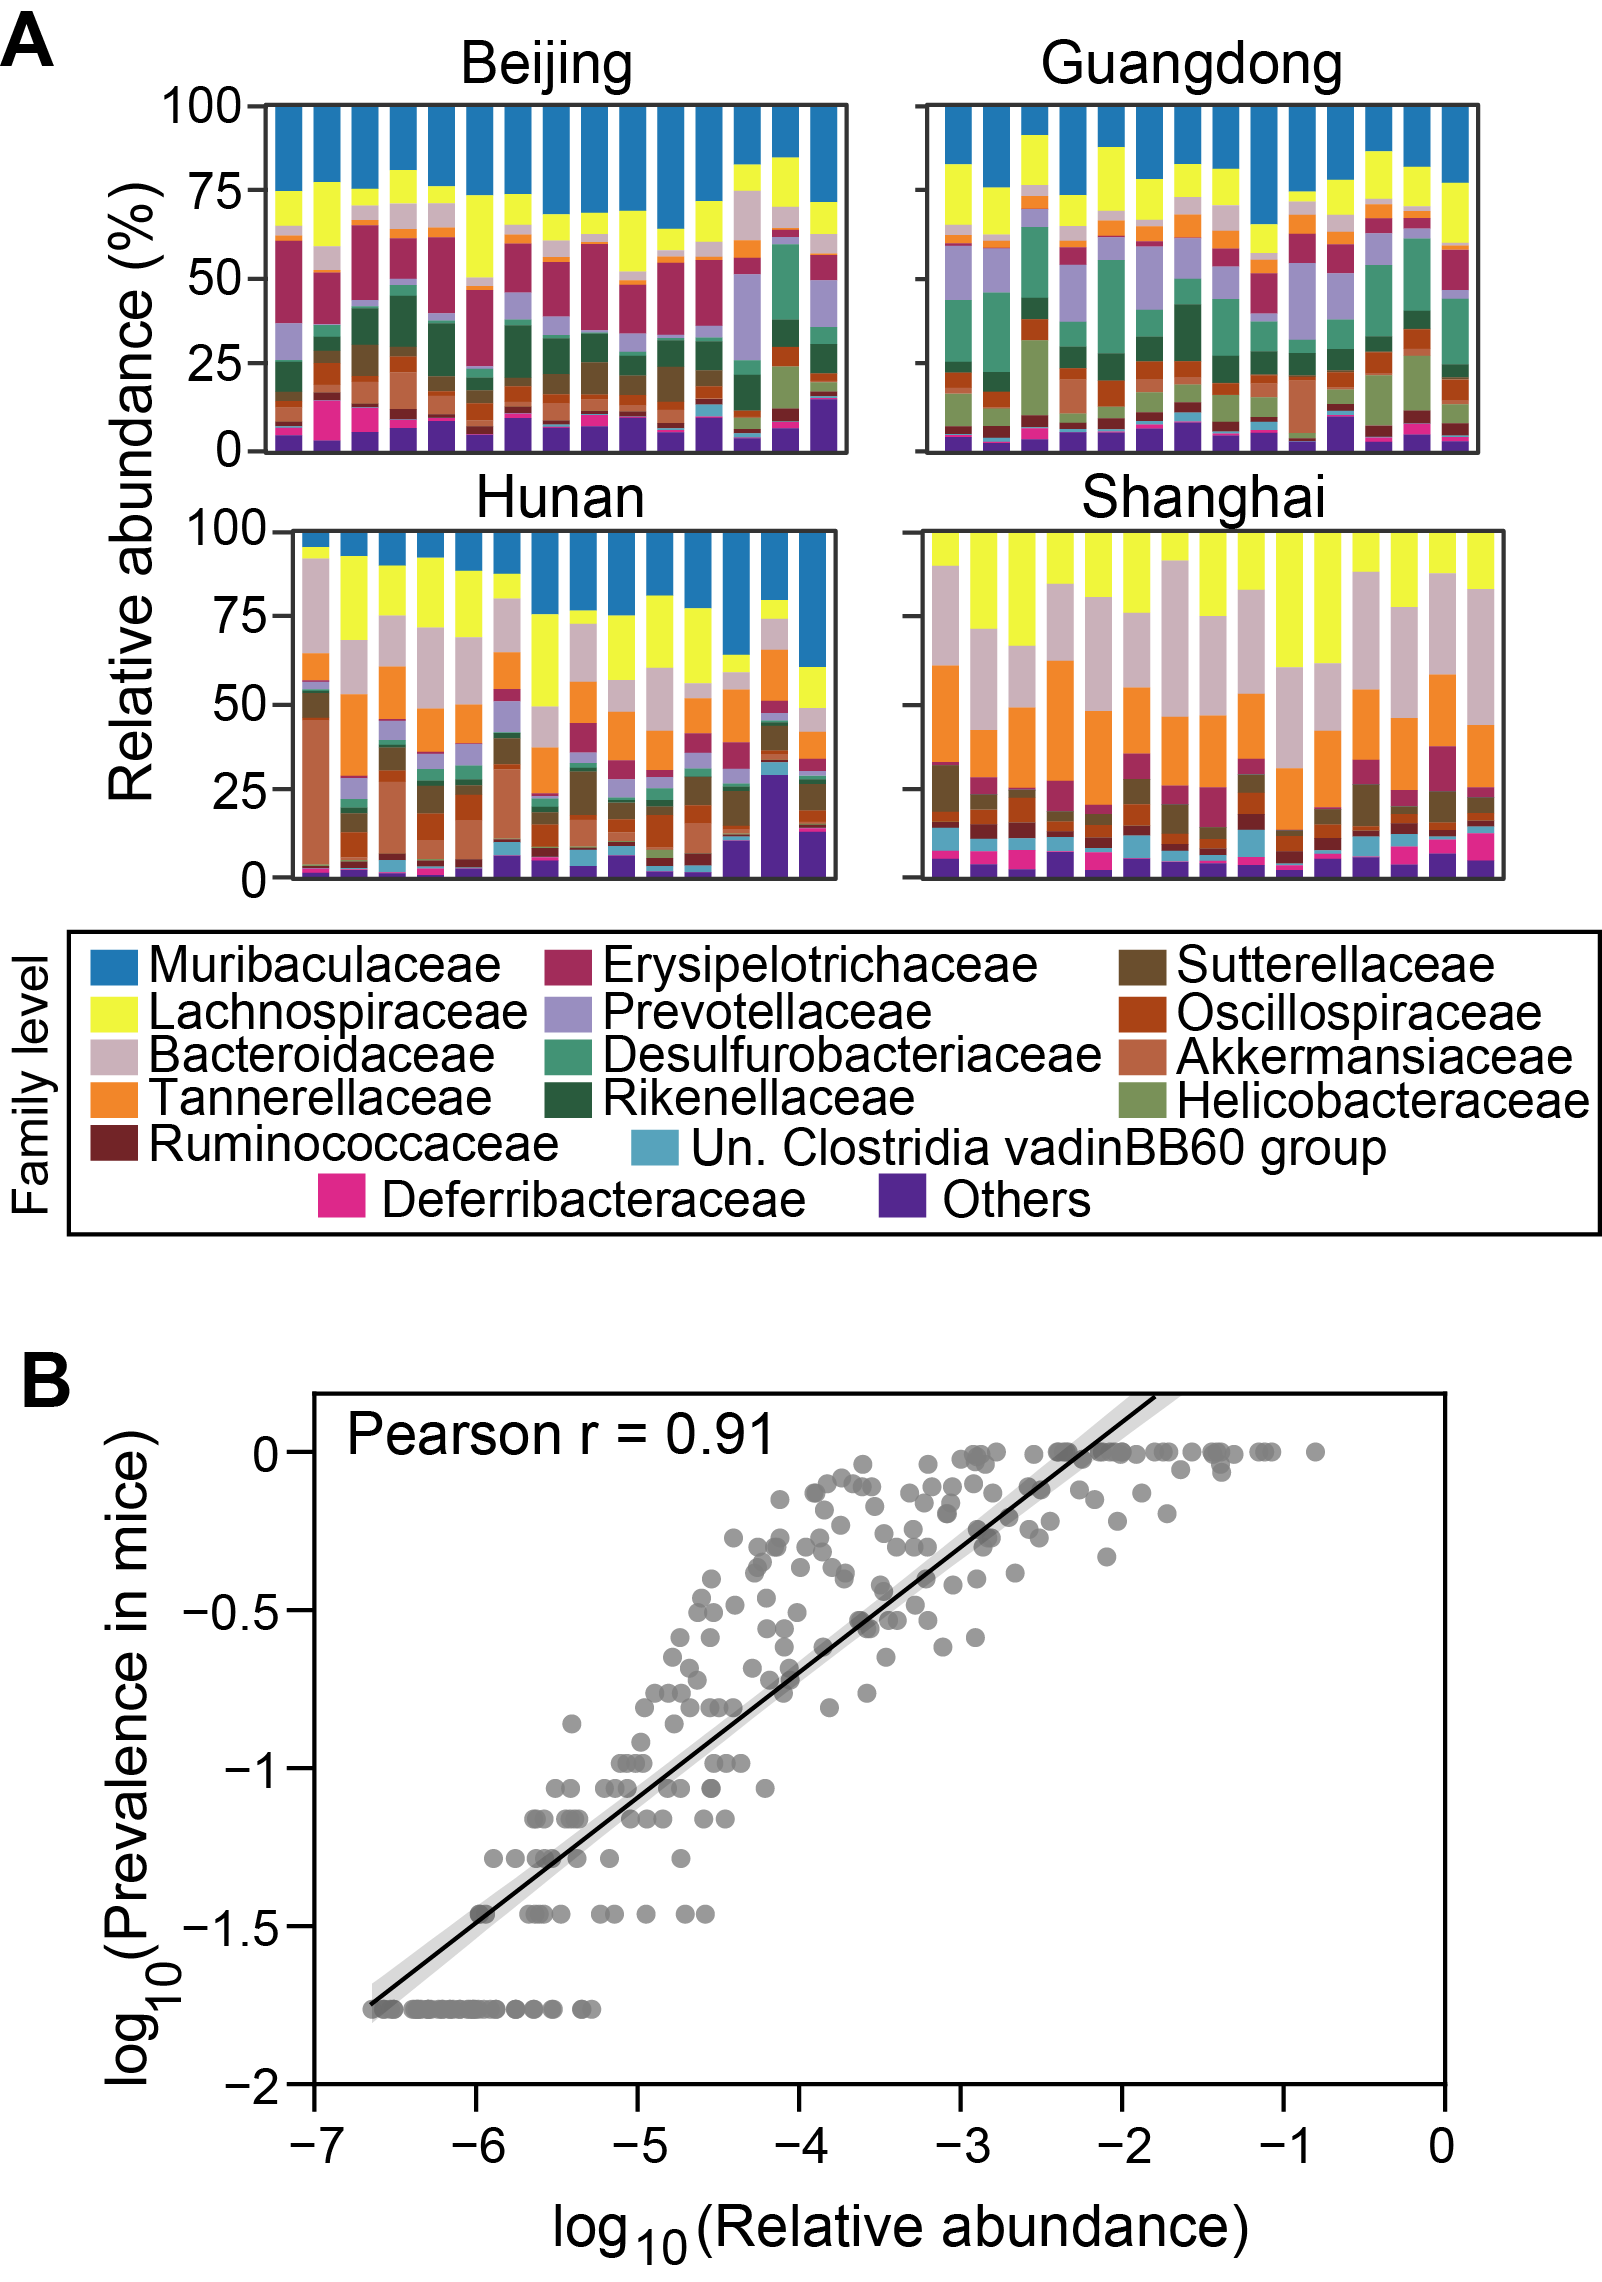 A
Beijing
Guangdong
Relative abundance (%)
100
75
50
25
0
Hunan
Shanghai
100
75
50
25
0
Family level
Muribaculaceae
Erysipelotrichaceae
Sutterellaceae
Lachnospiraceae
Prevotellaceae
Oscillospiraceae
Bacteroidaceae
Desulfurobacteriaceae
Akkermansiaceae
Tannerellaceae
Rikenellaceae
Helicobacteraceae
Ruminococcaceae
Un. Clostridia vadinBB60 group
Deferribacteraceae
Others
B
Pearson r = 0.91
log10(Prevalence in mice)
0
−0.5
−1
−1.5
−2
−7
−6
−5
−4
−3
−2
−1
0
log10(Relative abundance)